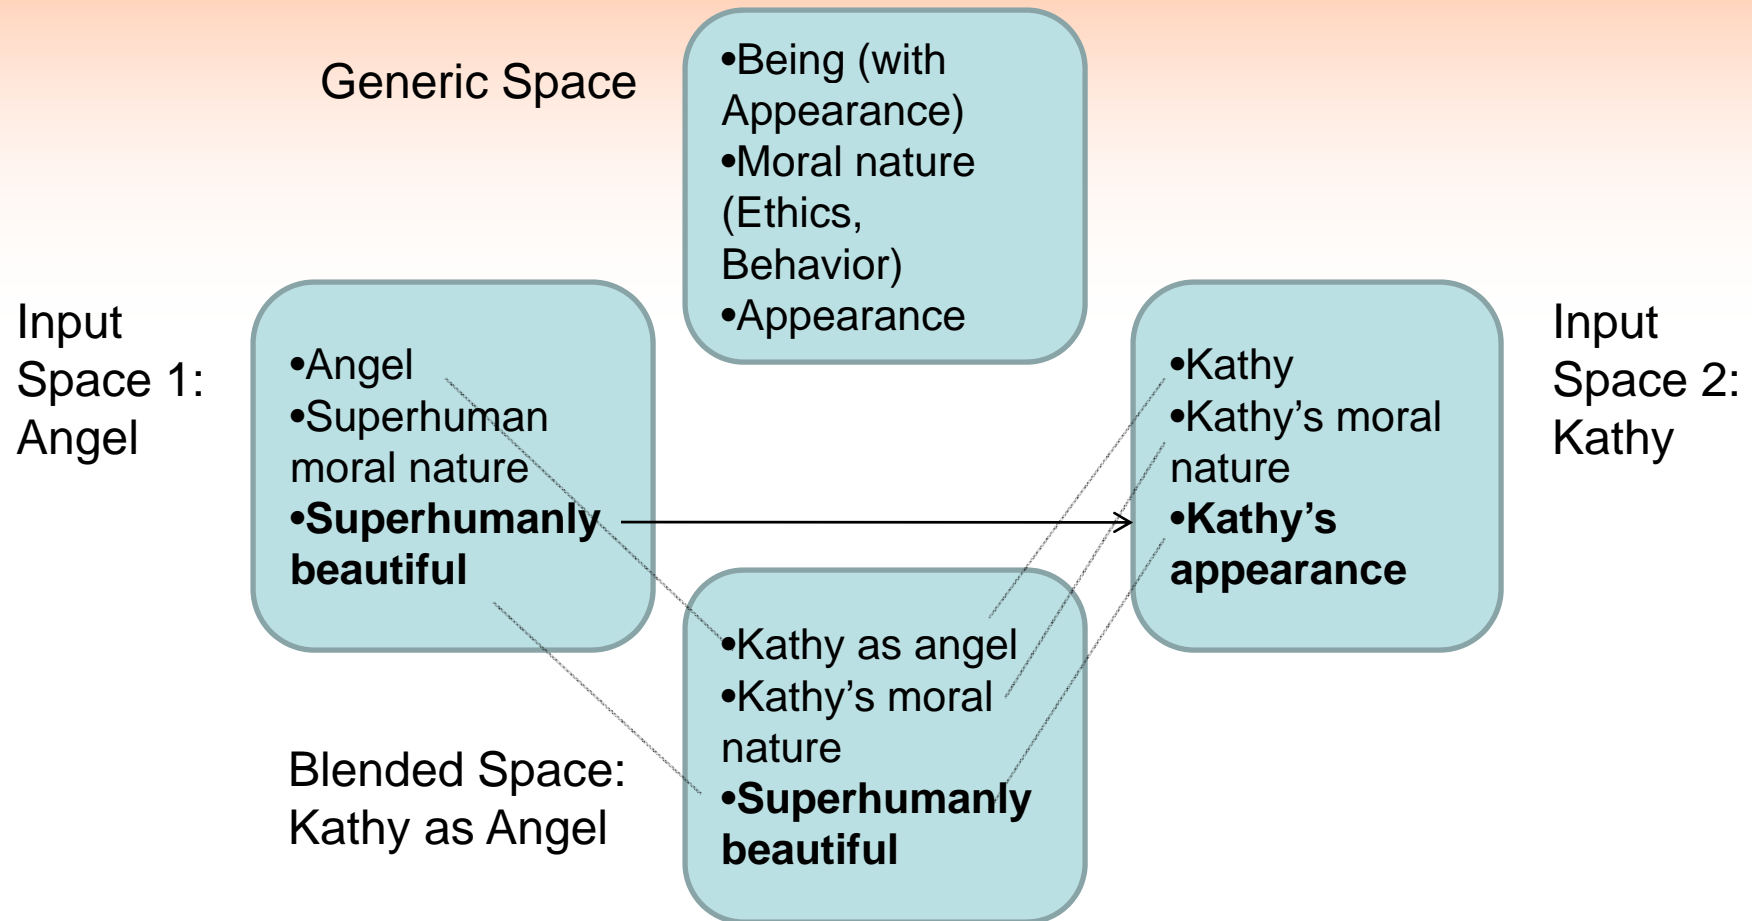 Generic Space
•Being (with
Appearance)
•Moral nature
(Ethics,
Behavior)
•Appearance
Input
Space 1:
Angel
•Angel
•Superhuman
moral nature
•Superhumanly
beautiful
•Kathy
•Kathy’s moral
nature
•Kathy’s
appearance
Input
Space 2:
Kathy
Blended Space:
Kathy as Angel
•Kathy as angel
•Kathy’s moral
nature
•Superhumanly
beautiful